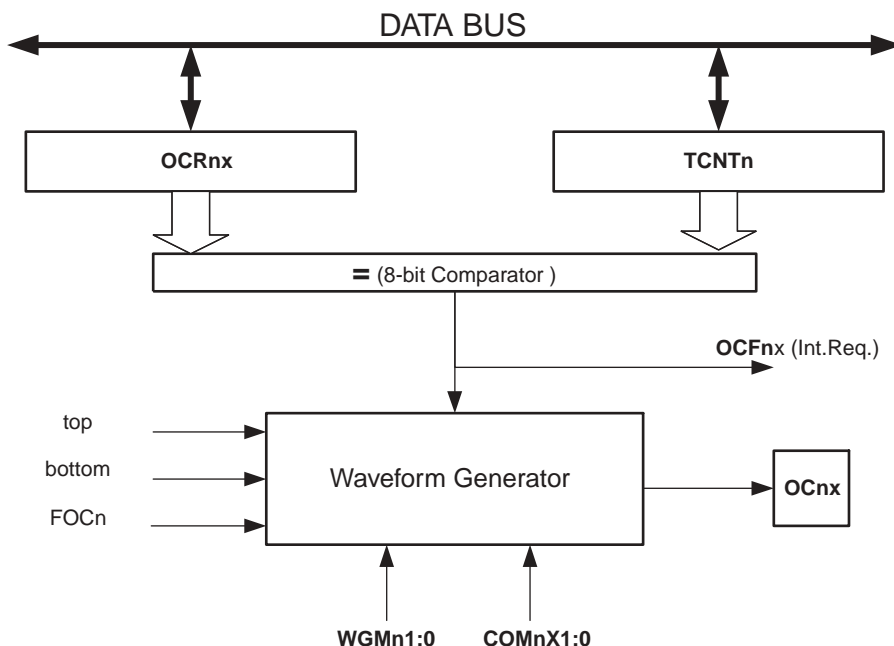 DATA BUS
OCRnx
TCNTn
= (8-bit Comparator )
OCFnx (Int.Req.)
top
bottom
FOCn
Waveform Generator
OCnx
WGMn1:0
COMnX1:0